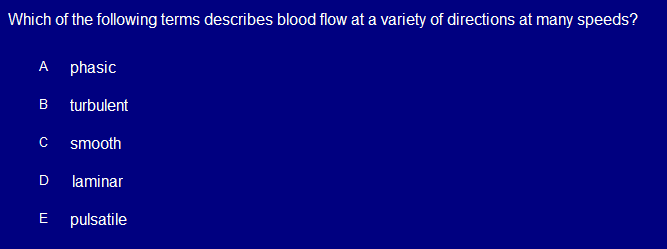 Which of the following terms describes blood flow at a variety of directions at many speeds?
A phasic
B turbulent
C smooth
D laminar
E pulsatile